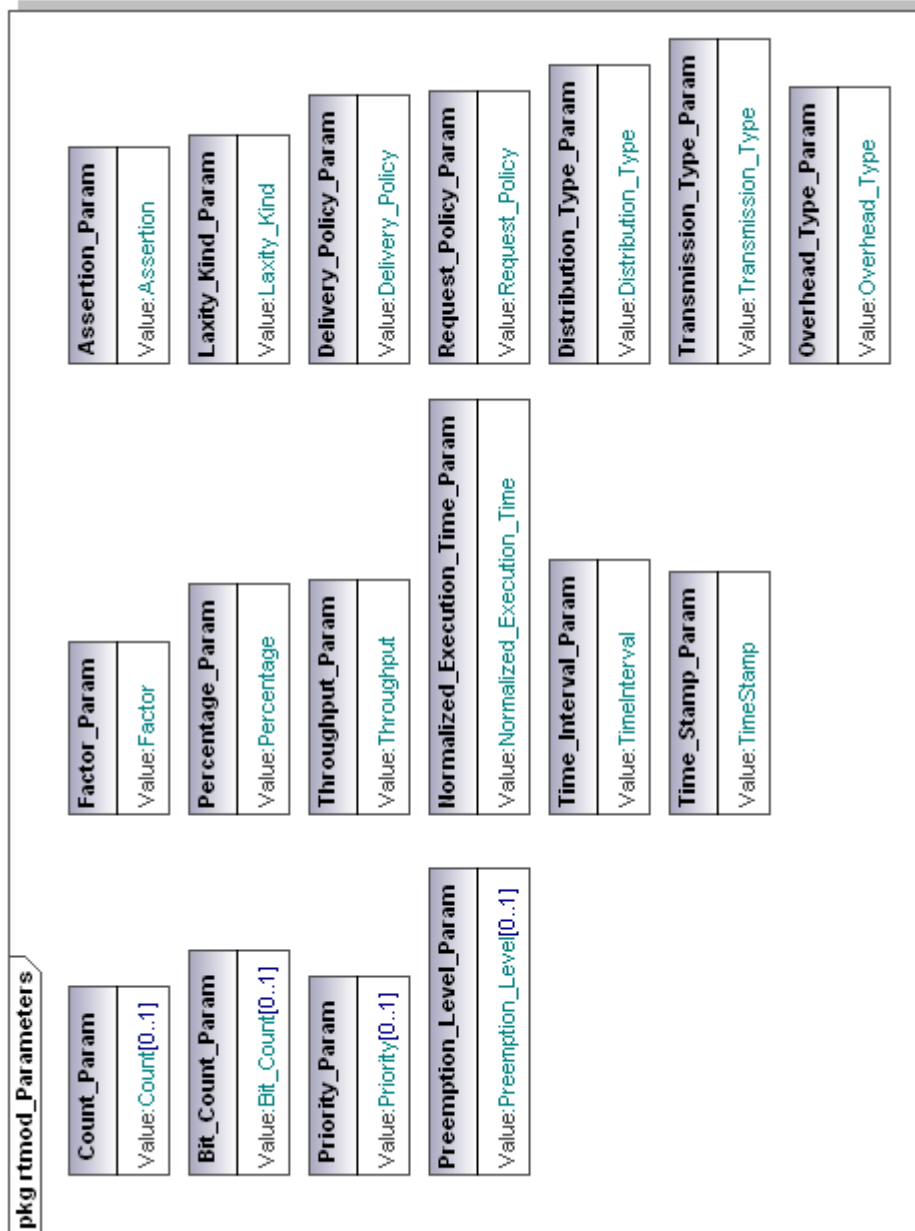 pkg rtmod_Parameters
Count_Param
Value:Count[0..1]
Bit_Count_Param
Value:Bit_Count[0..1]
Priority_Param
Value:Priority[0..1]
Preemption_Level_Param
Value:Preemption_Level[0..1]
Factor_Param
Value:Factor
Percentage_Param
Value:Percentage
Throughput_Param
Value:Throughput
Normalized_Execution_Time_Param
Value:Normalized_Execution_Time
Time_Interval_Param
Value:TimeInterval
Time_Stamp_Param
Value:TimeStamp
Assertion_Param
Value:Assertion
Laxity_Kind_Param
Value:Laxity_Kind
Delivery_Policy_Param
Value:Delivery_Policy
Request_Policy_Param
Value:Request_Policy
Distribution_Type_Param
Value:Distribution_Type
Transmission_Type_Param
Value:Transmission_Type
Overhead_Type_Param
Value:Overhead_Type